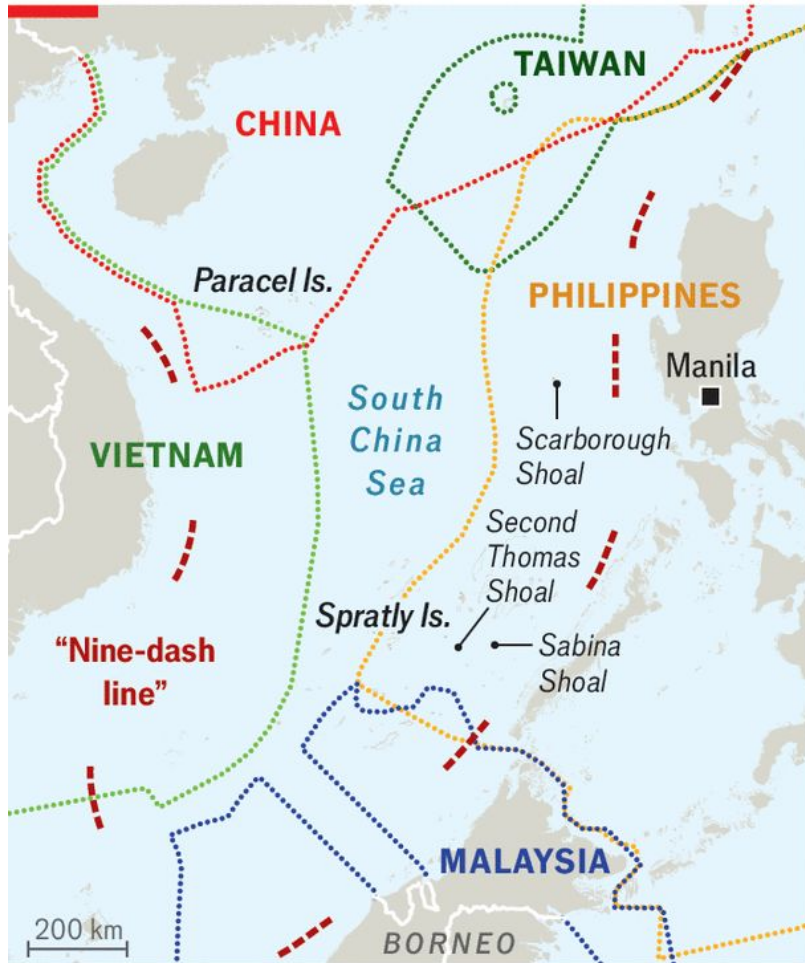 TAIWAN
CHINA
Paracel Is.
PHILIPPINES
Manila
South
China
Sea
Scarborough
Shoal
VIETNAM
Second
Thomas
Shoal
Spratly Is.
Sabina
Shoal
“Nine-dash
line”
MALAYSIA
200 km
BORNEO